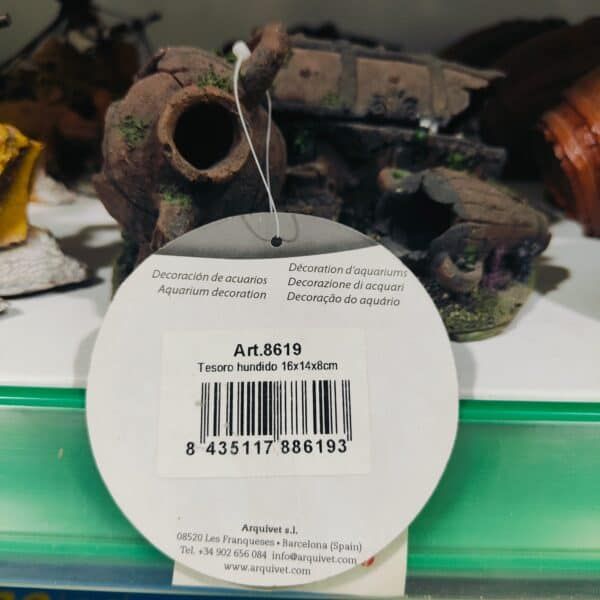 Decoración de acuarios
Aquarium decoration
Décoration d'aquariums
Decorazione di acquari
Decoração do aquário
Art.8619
Tesoro hundido 16x14x8cm
8 435117 886193
Arquivet s.l.
08520 Les Franqueses • Barcelona (Spain)
Tel. +34 902 656 084 info@arquivet.com
www.arquivet.com